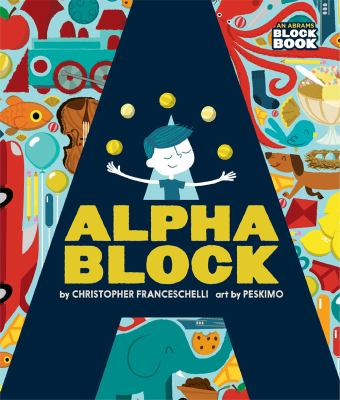 AN ABRAMS
BLOCK
BOOK
ALPHA
BLOCK
by CHRISTOPHER FRANCESCHELLI art by PESKIMO